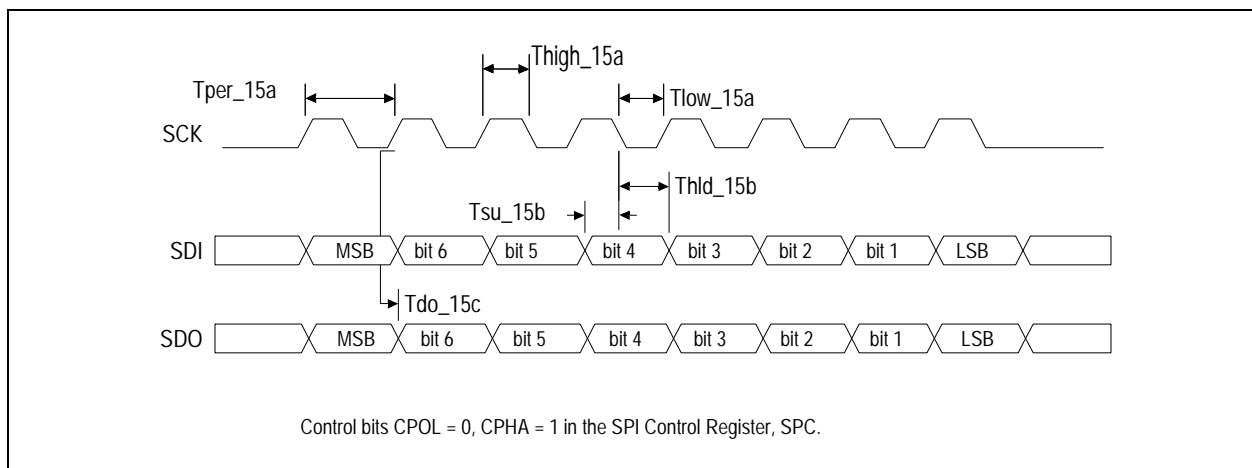 Thigh_15a
Tper_15a
Tlow_15a
SCK
Thld_15b
Tsu_15b
SDI MSB bit 6 bit 5 bit 4 bit 3 bit 2 bit 1 LSB
Tdo_15c
SDO MSB bit 6 bit 5 bit 4 bit 3 bit 2 bit 1 LSB
Control bits CPOL = 0, CPHA = 1 in the SPI Control Register, SPC.